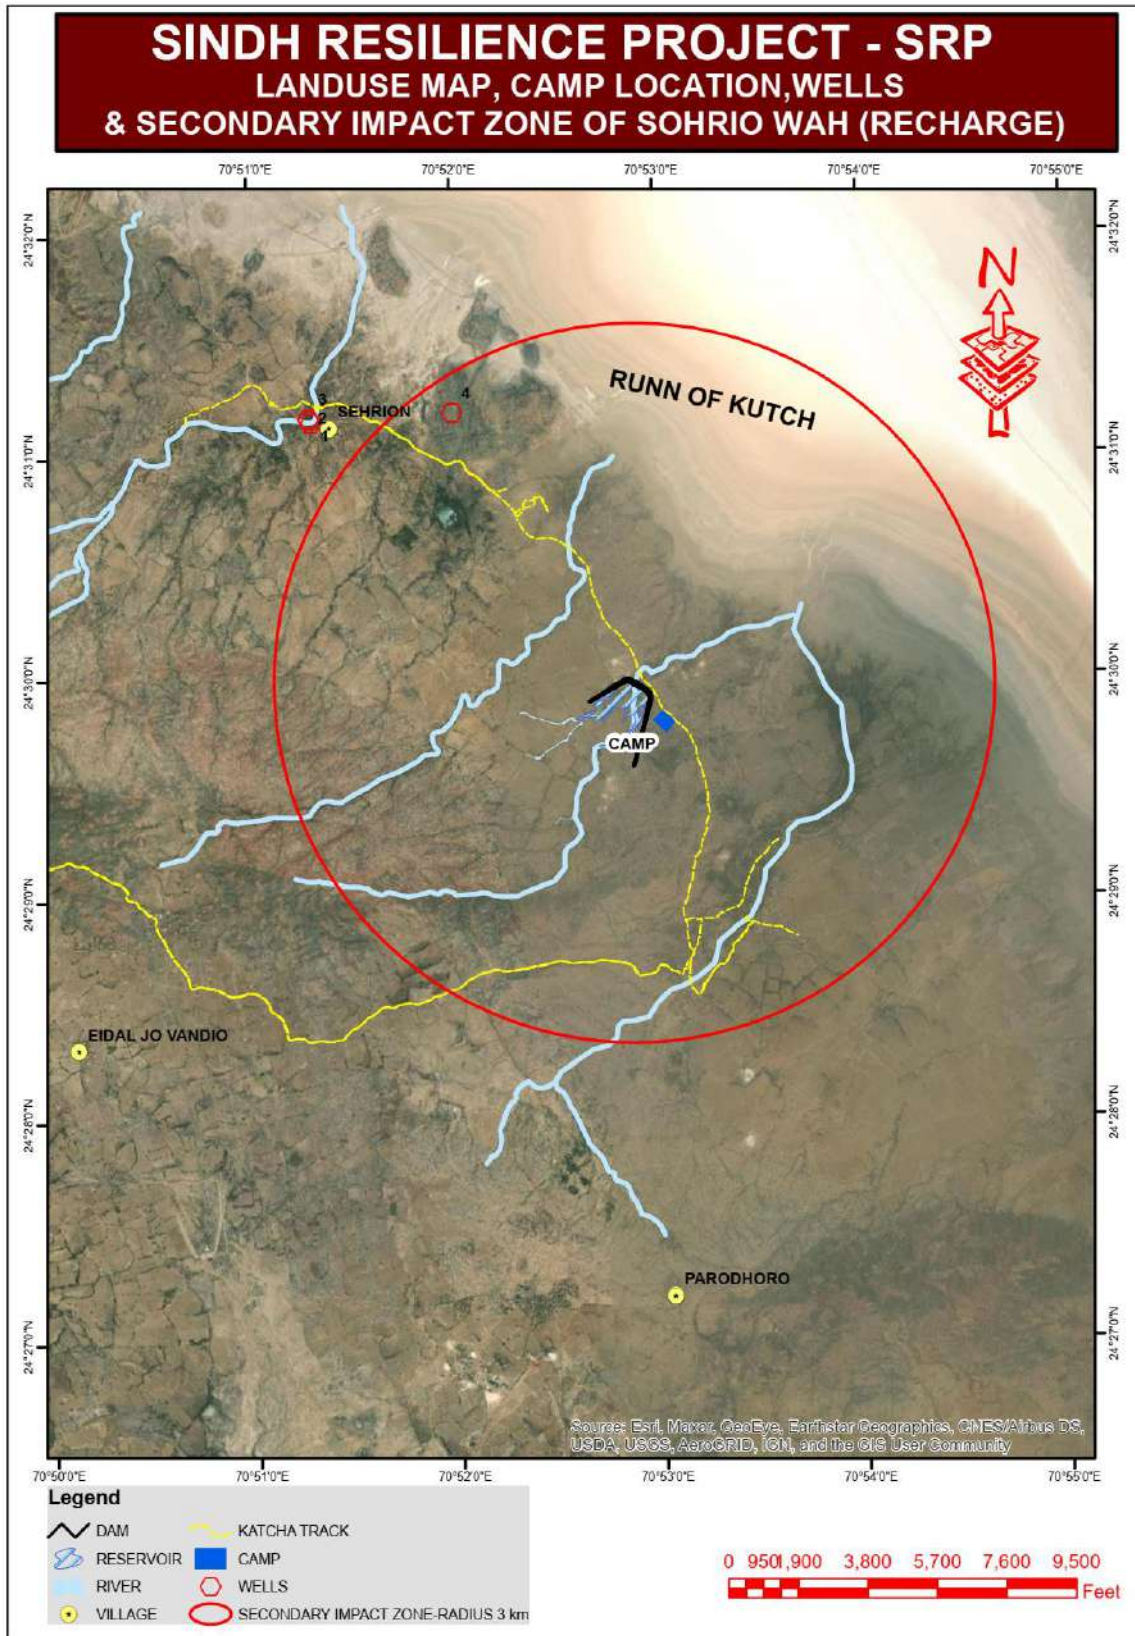 SINDH RESILIENCE PROJECT - SRP
LANDUSE MAP, CAMP LOCATION,WELLS
& SECONDARY IMPACT ZONE OF SOHRIO WAH (RECHARGE)
70°51'0"E 70°52'0"E 70°53'0"E 70°54'0"E 70°55'0"E
24°32'0"N 24°32'0"N
N
RUNN OF KUTCH
3 4
SEHRION
2
1
24°31'0"N 24°31'0"N
24°30'0"N 24°30'0"N
CAMP
24°29'0"N 24°29'0"N
EIDAL JO VANDIO
24°28'0"N 24°28'0"N
PARODHORO
24°27'0"N 24°27'0"N
Source: Esri, Maxar, GeoEye, Earthstar Geographics, CNES/Airbus DS,
USDA, USGS, AeroGRID, IGN, and the GIS User Community
70°50'0"E 70°51'0"E 70°52'0"E 70°53'0"E 70°54'0"E 70°55'0"E
Legend
DAM KATCHA TRACK
RESERVOIR CAMP
RIVER WELLS
VILLAGE SECONDARY IMPACT ZONE-RADIUS 3 km
0 950 1,900 3,800 5,700 7,600 9,500
Feet